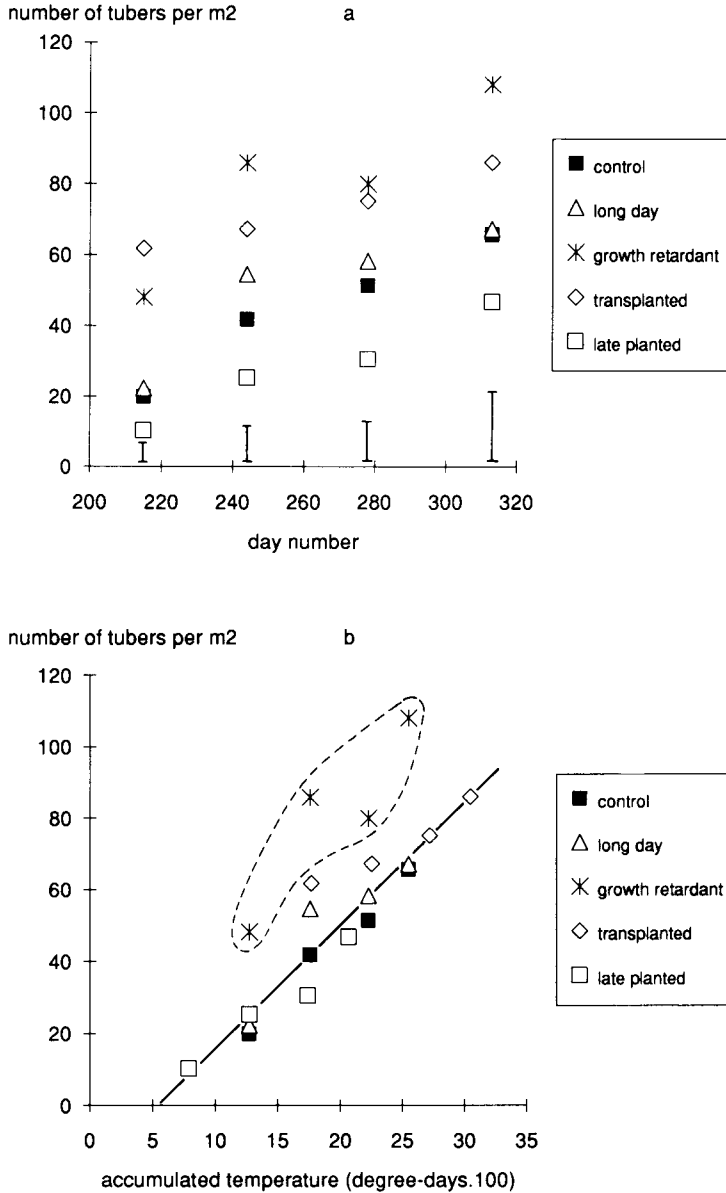 number of tubers per m2 a
120
100
80
60
40
20
0
200 220 240 260 280 300 320
day number
control
long day
growth retardant
transplanted
late planted
number of tubers per m2 b
120
100
80
60
40
20
0
0 5 10 15 20 25 30 35
accumulated temperature (degree-days.100)
control
long day
growth retardant
transplanted
late planted